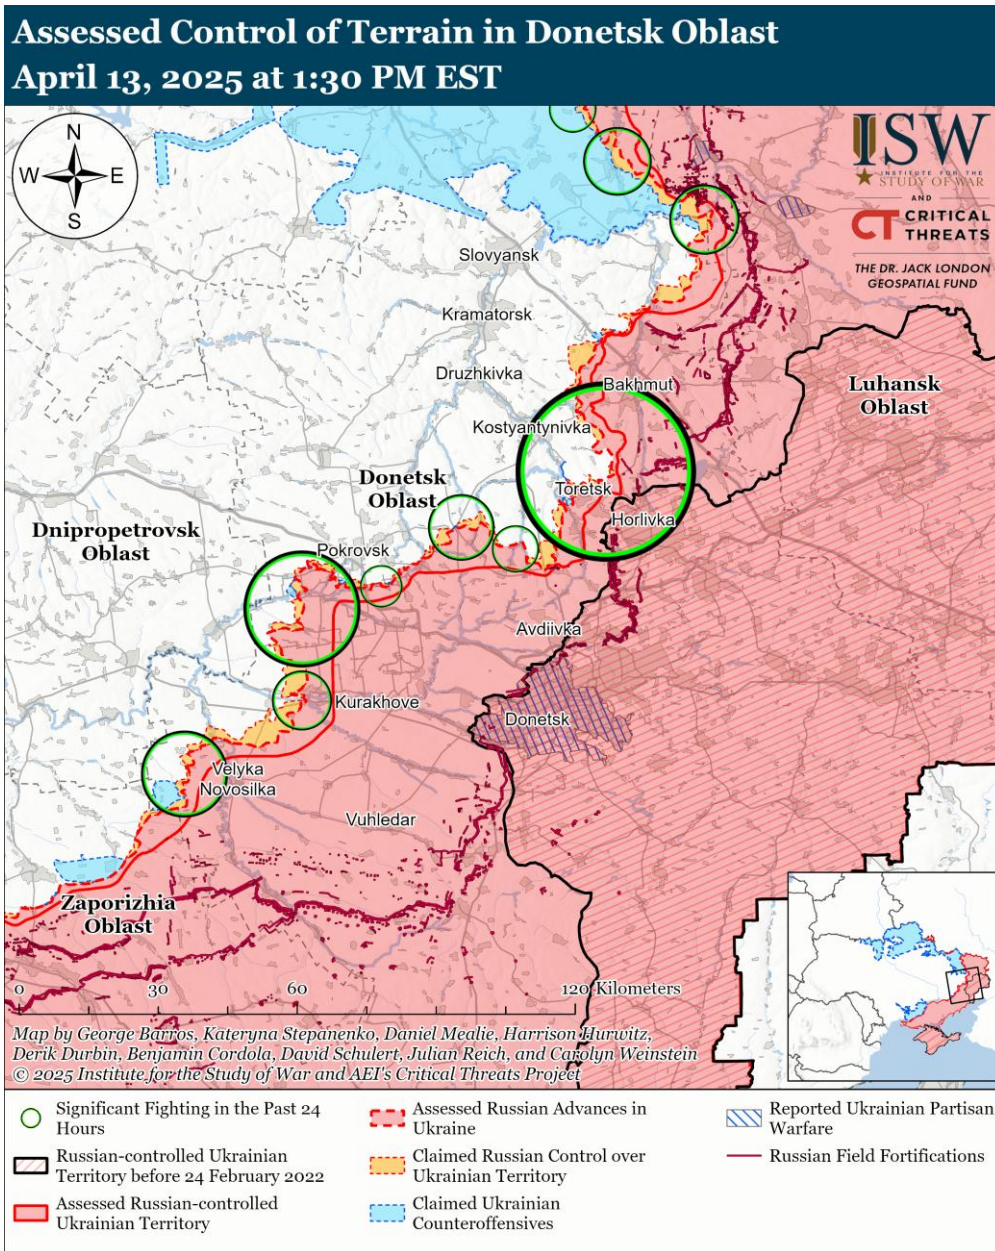 Assessed Control of Terrain in Donetsk Oblast
April 13, 2025 at 1:30 PM EST
N
W
E
S
ISW
INSTITUTE FOR THE
STUDY OF WAR
AND
CT CRITICAL
THREATS
THE DR. JACK LONDON
GEOSPATIAL FUND
Slovyansk
Kramatorsk
Druzhkivka
Bakhmut
Luhansk
Oblast
Kostyantynivka
Donetsk
Oblast
Toretsk
Horlivka
Dnipropetrovsk
Oblast
Pokrovsk
Avdiivka
Kurakhove
Donetsk
Velyka
Novosilka
Vuhledar
Zaporizhia
Oblast
0
30
60
120 Kilometers
Map by George Barros, Kateryna Stepanenko, Daniel Mealie, Harrison Hurwitz,
Derik Durbin, Benjamin Cordola, David Schulert, Julian Reich, and Carolyn Weinstein
© 2025 Institute for the Study of War and AEI's Critical Threats Project
Significant Fighting in the Past 24
Hours
Russian-controlled Ukrainian
Territory before 24 February 2022
Assessed Russian-controlled
Ukrainian Territory
Assessed Russian Advances in
Ukraine
Claimed Russian Control over
Ukrainian Territory
Claimed Ukrainian
Counteroffensives
Reported Ukrainian Partisan
Warfare
Russian Field Fortifications